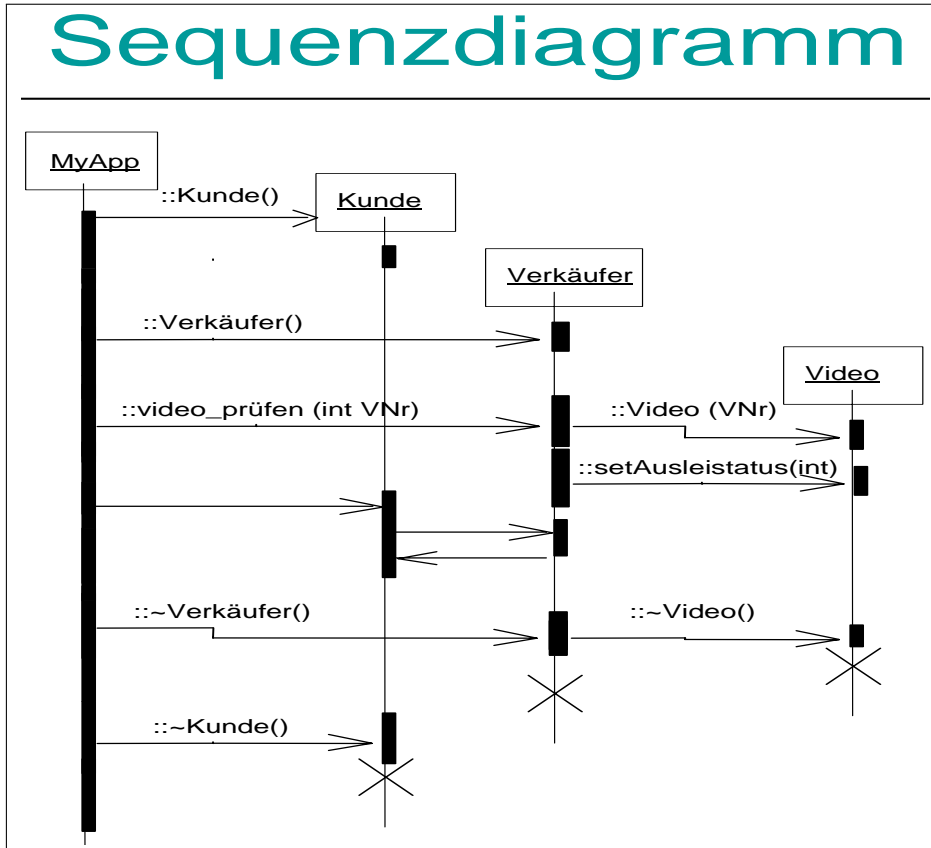 Sequenzdiagramm
MyApp
::Kunde()
Kunde
Verkäufer
::Verkäufer()
Video
::video_prüfen (int VNr)
::Video (VNr)
::setAusleistatus(int)
::~Verkäufer()
::~Video()
::~Kunde()